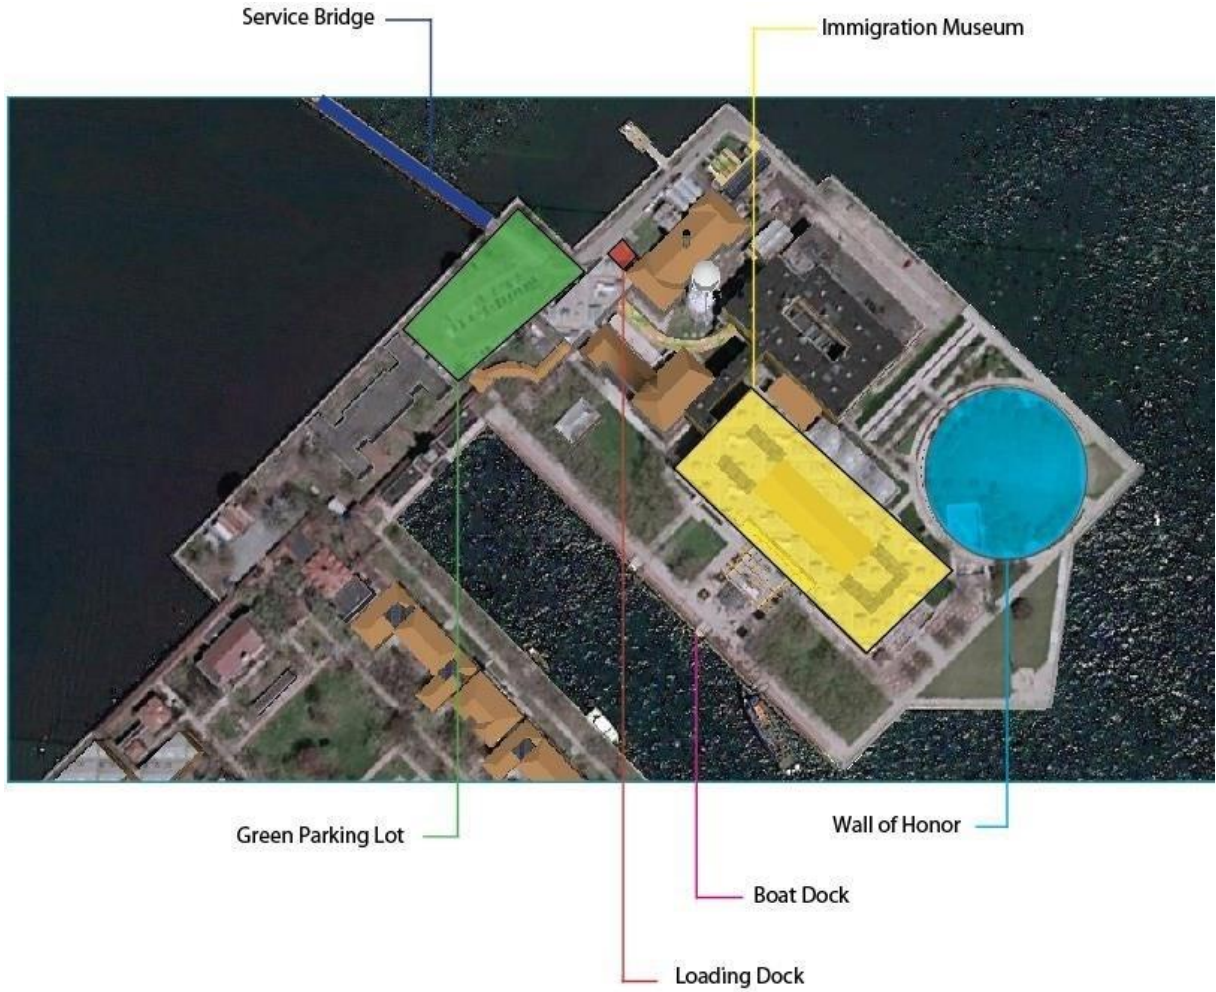 Service Bridge
Immigration Museum
Green Parking Lot
Wall of Honor
Boat Dock
Loading Dock